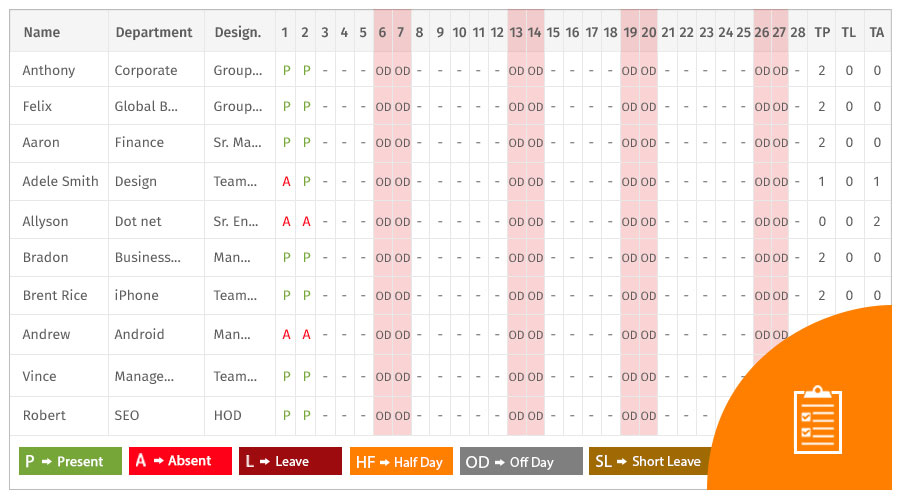 Name Department Design. 1 2 3 4 5 6 7 8 9 10 11 12 13 14 15 16 17 18 19 20 21 22 23 24 25 26 27 28 TP TL TA
Anthony Corporate Group... P P - - - OD OD - - - - - OD OD - - - - OD OD - - - - - OD OD - 2 0 0
Felix Global B... Group... P P - - - OD OD - - - - - OD OD - - - - OD OD - - - - - OD OD - 2 0 0
Aaron Finance Sr. Ma... P P - - - OD OD - - - - - OD OD - - - - OD OD - - - - - OD OD - 2 0 0
Adele Smith Design Team... A P - - - OD OD - - - - - OD OD - - - - OD OD - - - - - OD OD - 1 0 1
Allyson Dot net Sr. En... A A - - - OD OD - - - - - OD OD - - - - OD OD - - - - - OD OD - 0 0 2
Bradon Business... Man... P P - - - OD OD - - - - - OD OD - - - - OD OD - - - - - OD OD - 2 0 0
Brent Rice iPhone Team... P P - - - OD OD - - - - - OD OD - - - - OD OD - - - - - OD OD - 2 0 0
Andrew Android Man... A A - - - OD OD - - - - - OD OD - - - - OD OD - - - - - OD OD
Vince Manage... Team... P P - - - OD OD - - - - - OD OD - - - - OD OD - - - - -
Robert SEO HOD P P - - - OD OD - - - - - OD OD - - - - OD OD - - -
P ➡ Present A ➡ Absent L ➡ Leave HF ➡ Half Day OD ➡ Off Day SL ➡ Short Leave